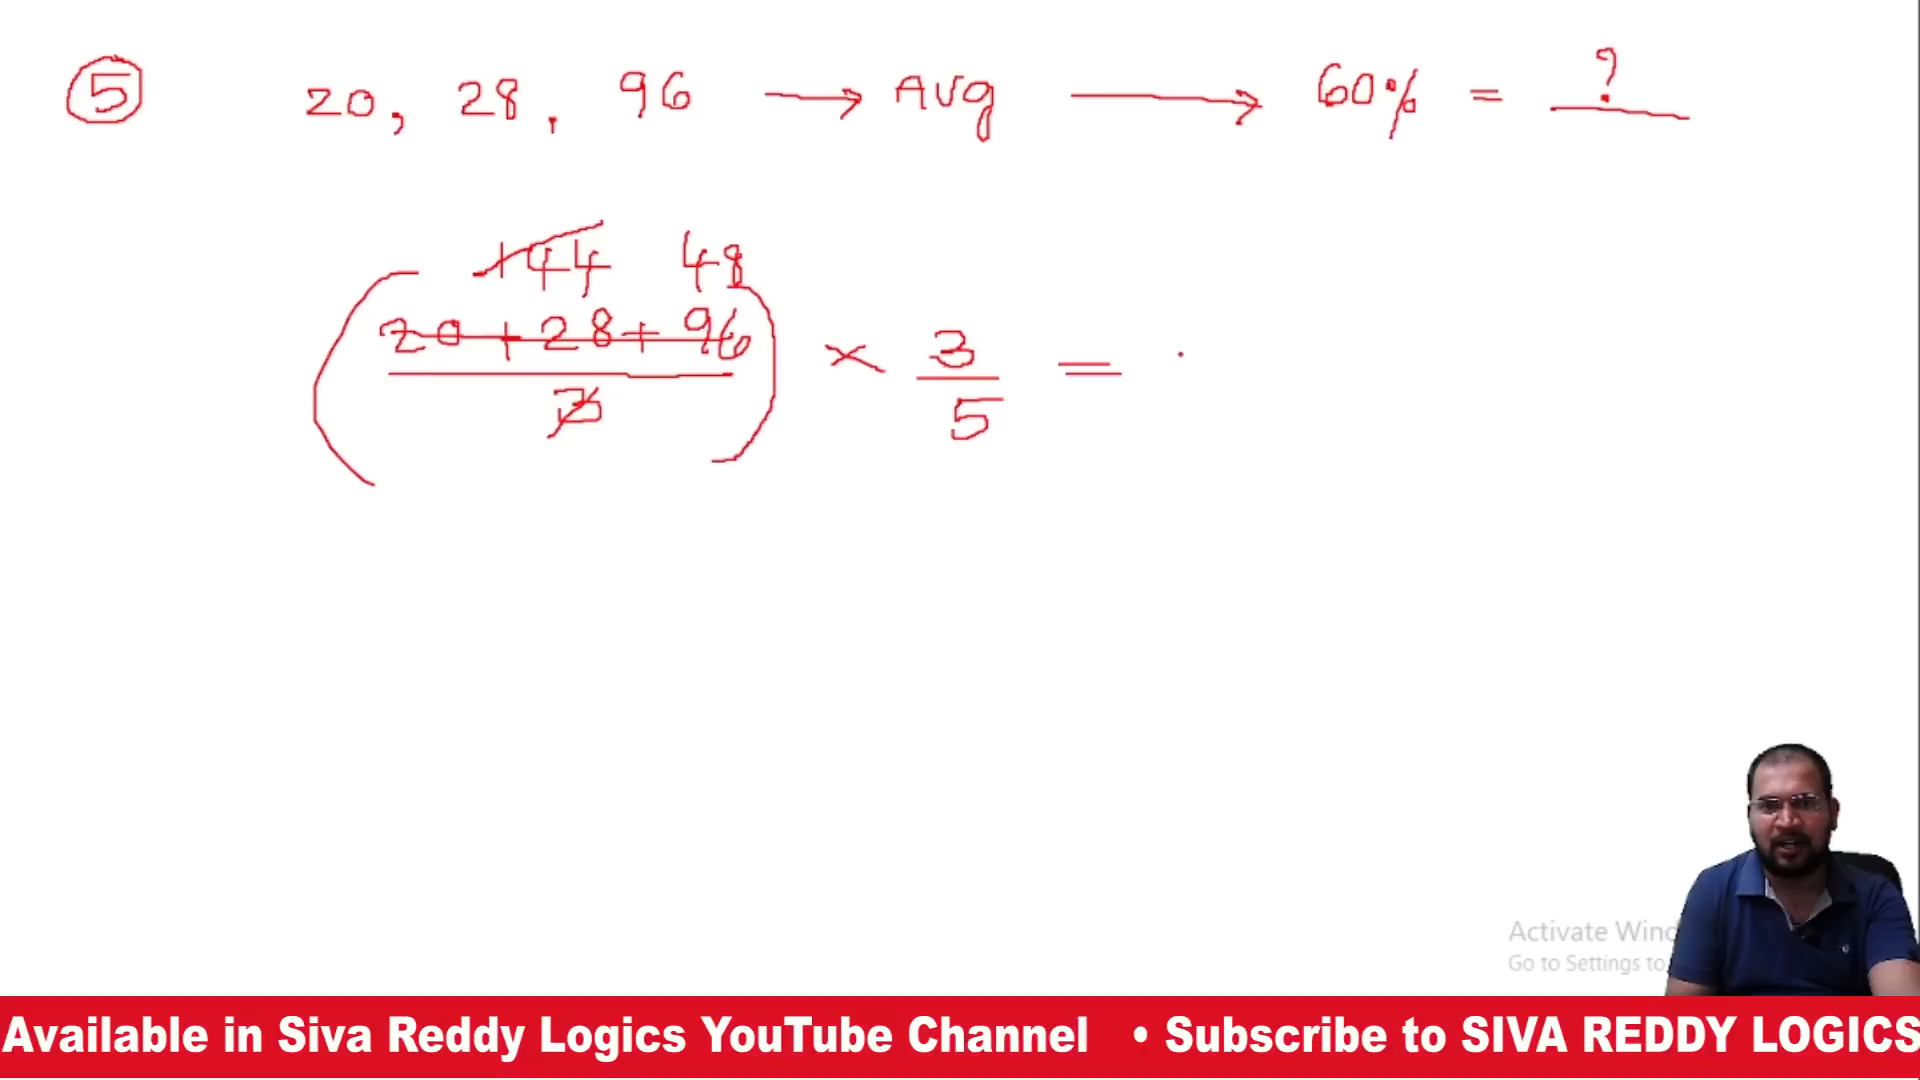 5 20, 28, 96 → Avg → 60% = ?
144 48
(20 + 28 + 96 / 3) × 3/5 =
Activate Wind
Go to Settings to
Available in Siva Reddy Logics YouTube Channel • Subscribe to SIVA REDDY LOGICS